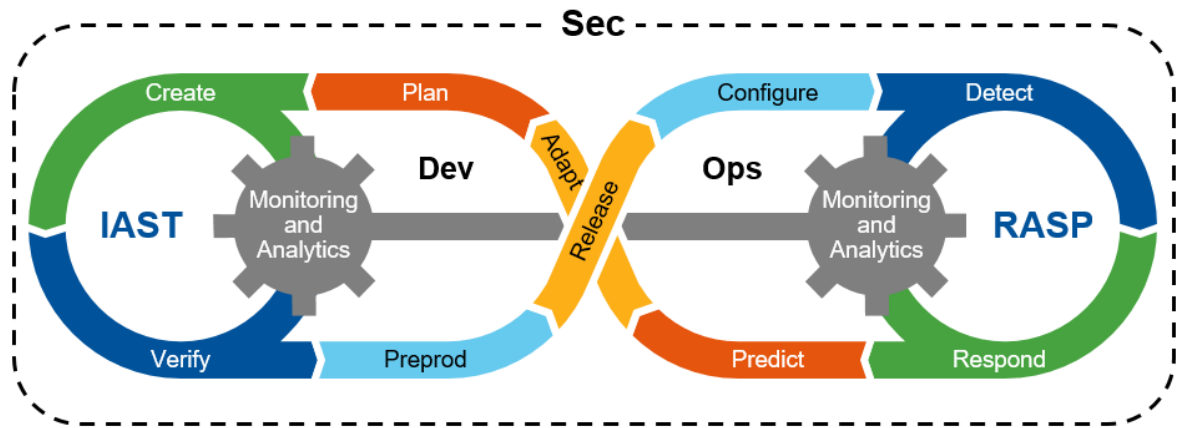 Sec
Create
Plan
Configure
Detect
Adapt
Dev
Ops
Release
IAST
Monitoring
and
Analytics
Monitoring
and
Analytics
RASP
Verify
Preprod
Predict
Respond